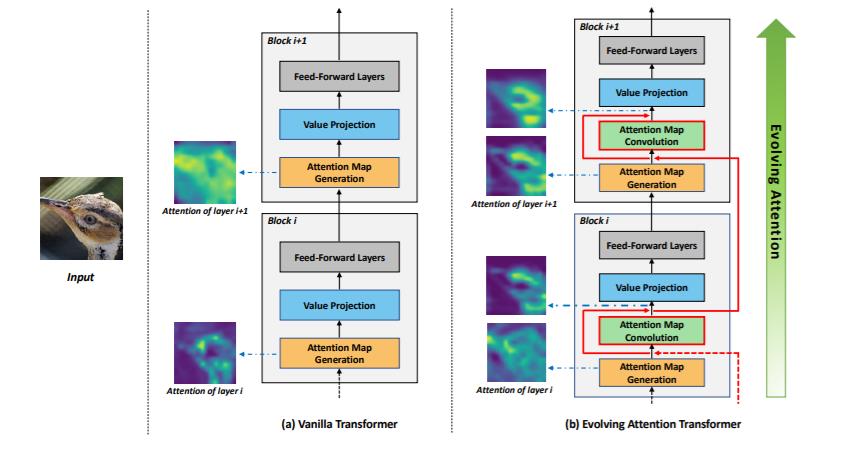 Input
Block i+1
Feed-Forward Layers
Value Projection
Attention Map
Generation
Attention of layer i+1
Block i
Feed-Forward Layers
Value Projection
Attention Map
Generation
Attention of layer i
(a) Vanilla Transformer
Block i+1
Feed-Forward Layers
Value Projection
Attention Map
Convolution
Attention Map
Generation
Attention of layer i+1
Block i
Feed-Forward Layers
Value Projection
Attention Map
Convolution
Attention Map
Generation
Attention of layer i
(b) Evolving Attention Transformer
Evolving Attention